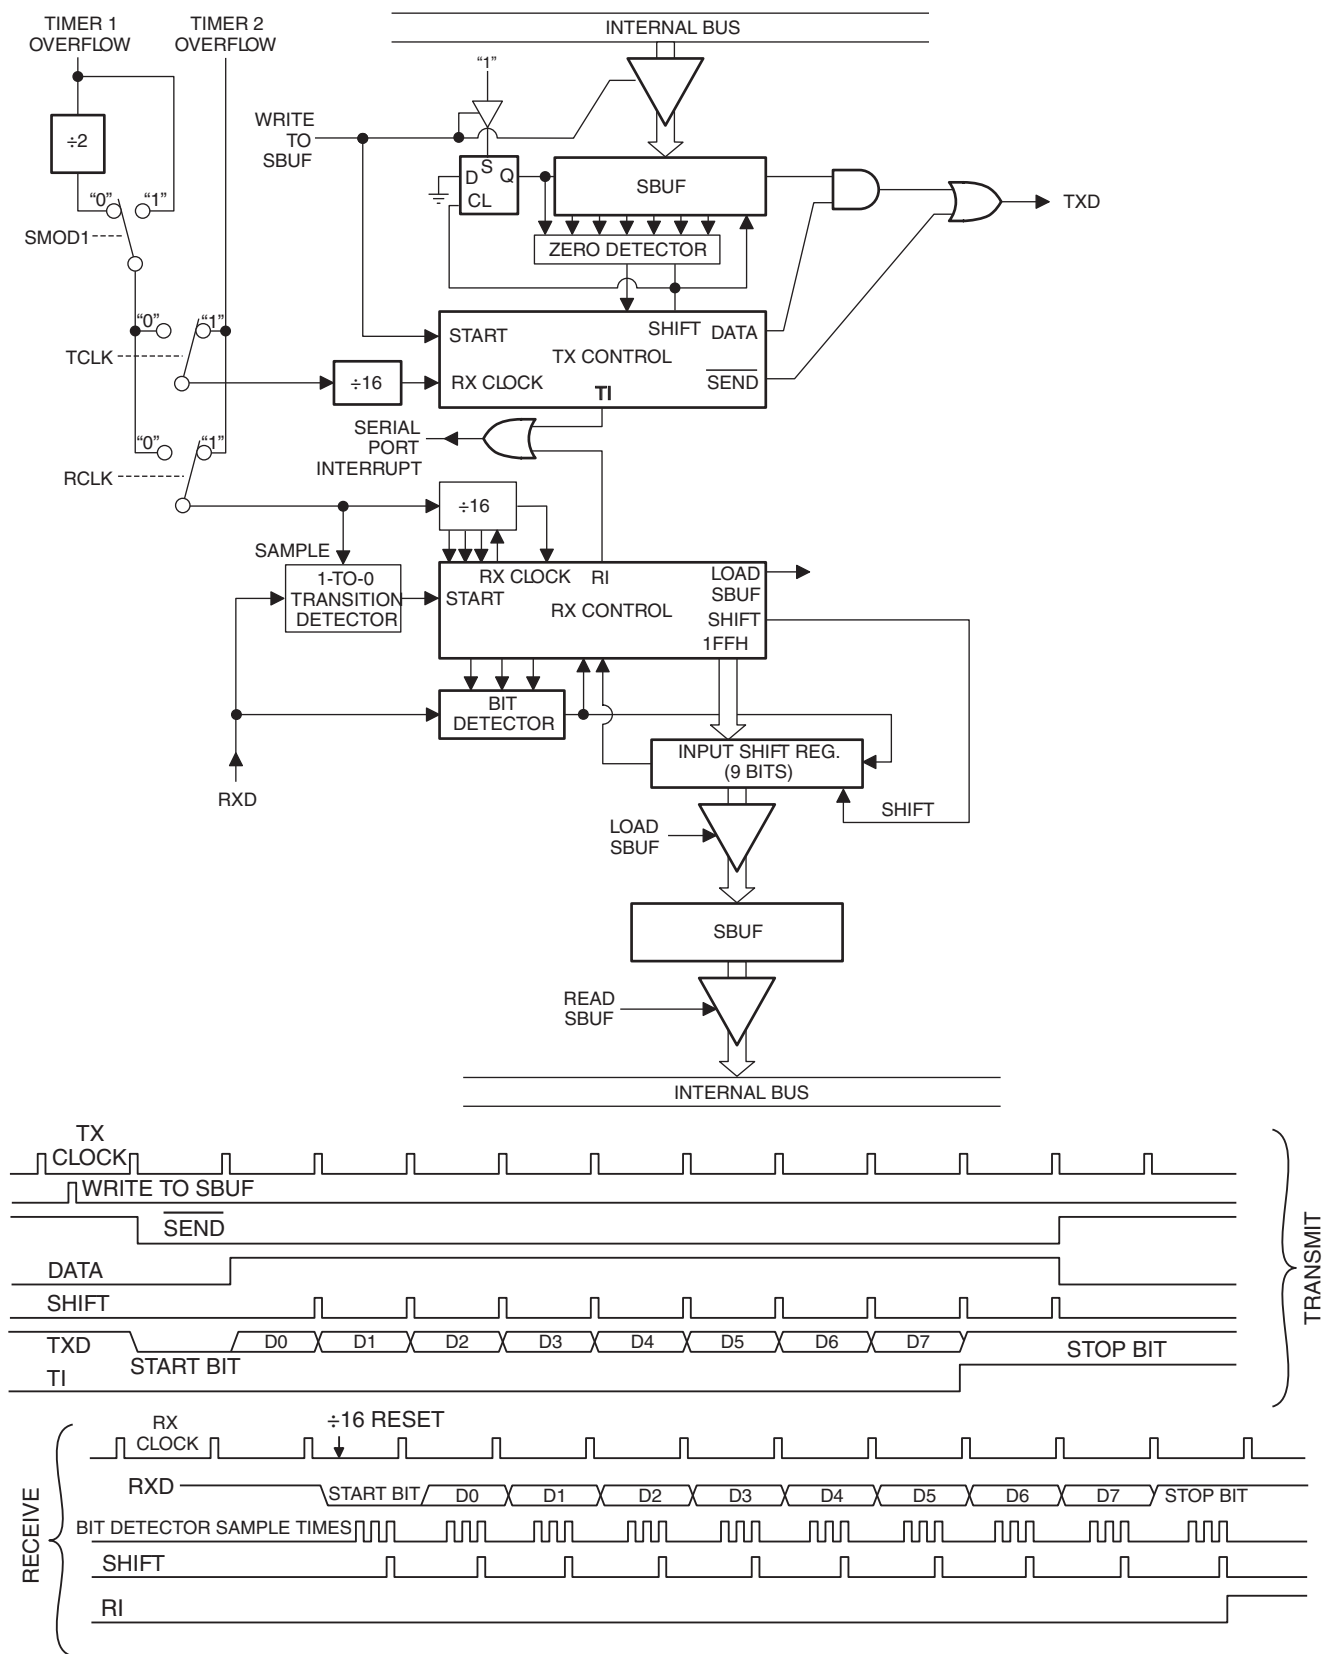 TIMER 1
OVERFLOW
TIMER 2
OVERFLOW
INTERNAL BUS
"1"
WRITE
TO
SBUF
÷2
D
S
Q
CL
SBUF
TXD
"0"
"1"
SMOD1
ZERO DETECTOR
"0"
"1"
TCLK
START
SHIFT
DATA
TX CONTROL
÷16
RX CLOCK
TI
SEND
"0"
"1"
RCLK
SERIAL
PORT
INTERRUPT
÷16
SAMPLE
1-TO-0
TRANSITION
DETECTOR
RX CLOCK
RI
LOAD
SBUF
START
RX CONTROL
SHIFT
1FFH
BIT
DETECTOR
RXD
INPUT SHIFT REG.
(9 BITS)
SHIFT
LOAD
SBUF
SBUF
READ
SBUF
INTERNAL BUS
TX
CLOCK
WRITE TO SBUF
SEND
DATA
SHIFT
TXD
START BIT
D0
D1
D2
D3
D4
D5
D6
D7
STOP BIT
TI
TRANSMIT
RX
CLOCK
÷16 RESET
RXD
START BIT
D0
D1
D2
D3
D4
D5
D6
D7
STOP BIT
BIT DETECTOR SAMPLE TIMES
SHIFT
RI
RECEIVE